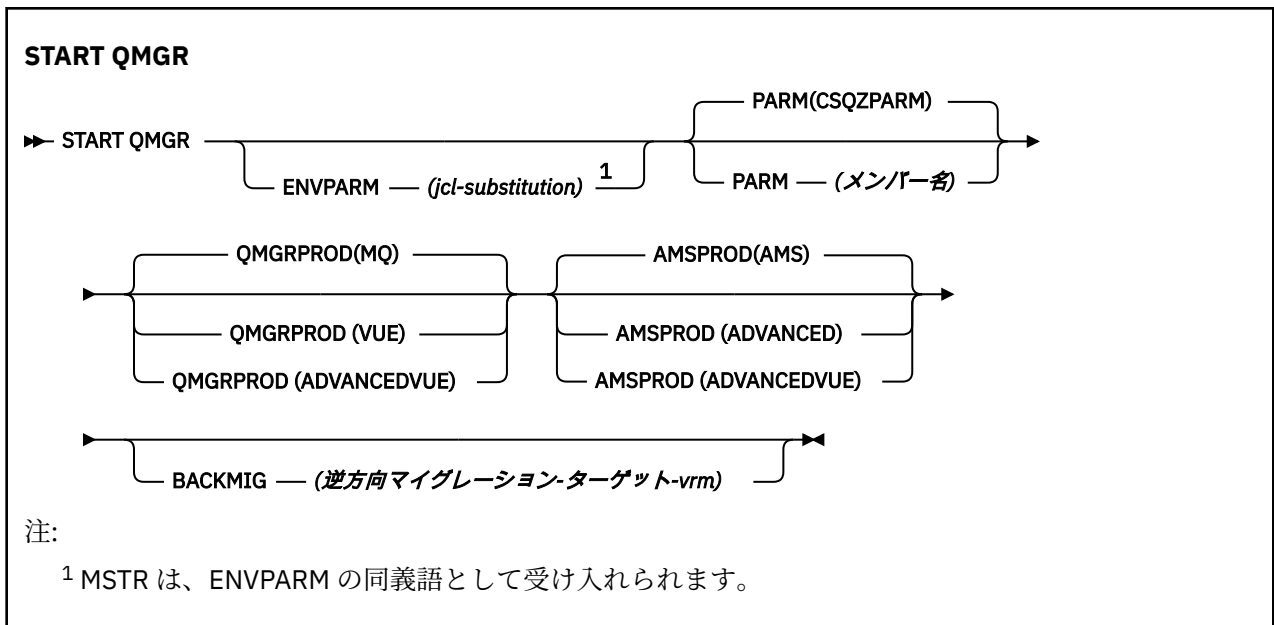 START QMGR
PARM(CSQZPARM)
START QMGR
ENVPARM (jcl-substitution) 1
PARM (メンバー名)
QMGRPROD(MQ)
AMSPROD(AMS)
QMGRPROD (VUE)
AMSPROD (ADVANCED)
QMGRPROD (ADVANCEDVUE)
AMSPROD (ADVANCEDVUE)
BACKMIG (逆方向マイグレーション-ターゲット-vrm)
注:
1 MSTR は、ENVPARM の同義語として受け入れられます。